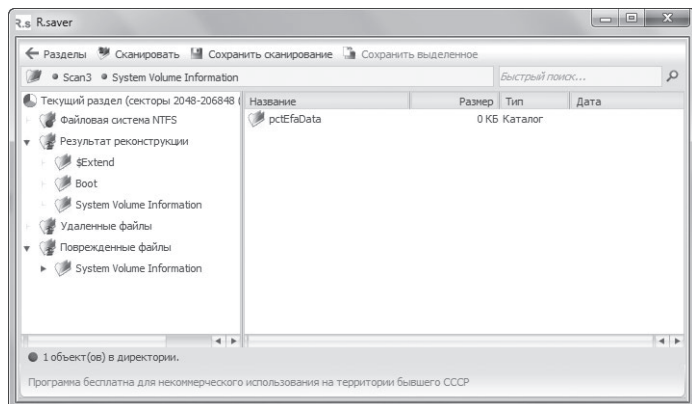 R.s R.saver
Разделы Сканировать Сохранить сканирование Сохранить выделенное
Scan3 System Volume Information Быстрый поиск...
Текущий раздел (секторы 2048-206848 (
Файловая система NTFS
Результат реконструкции
$Extend
Boot
System Volume Information
Удаленные файлы
Поврежденные файлы
System Volume Information
Название Размер Тип Дата
pctEfaData 0 КБ Каталог
1 объект(ов) в директории.
Программа бесплатна для некоммерческого использования на территории бывшего СССР